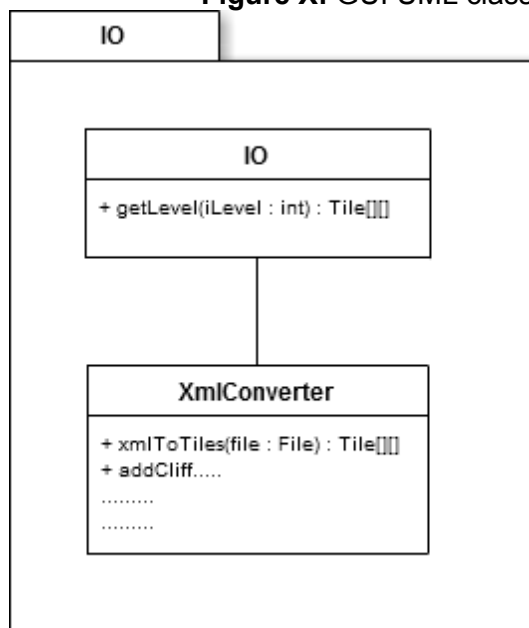 Figure X. GUI UML class
IO
IO
+ getLevel(iLevel : int) : Tile[][]
XmlConverter
+ xmlToTiles(file : File) : Tile[][]
+ addCliff.....
.........
.........